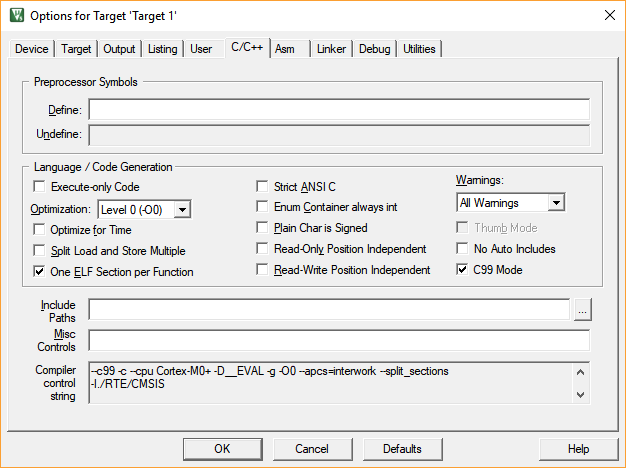 Options for Target 'Target 1'
Device Target Output Listing User C/C++ Asm Linker Debug Utilities
Preprocessor Symbols
Define:
Undefine:
Language / Code Generation
Execute-only Code
Strict ANSI C
Warnings:
Optimization: Level 0 (-O0)
Enum Container always int
All Warnings
Optimize for Time
Plain Char is Signed
Thumb Mode
Split Load and Store Multiple
Read-Only Position Independent
No Auto Includes
One ELF Section per Function
Read-Write Position Independent
C99 Mode
Include
Paths
...
Misc
Controls
Compiler
control
string
--c99 -c --cpu Cortex-M0+ -D__EVAL -g -O0 --apcs=interwork --split_sections
-I./RTE/CMSIS
OK Cancel Defaults Help